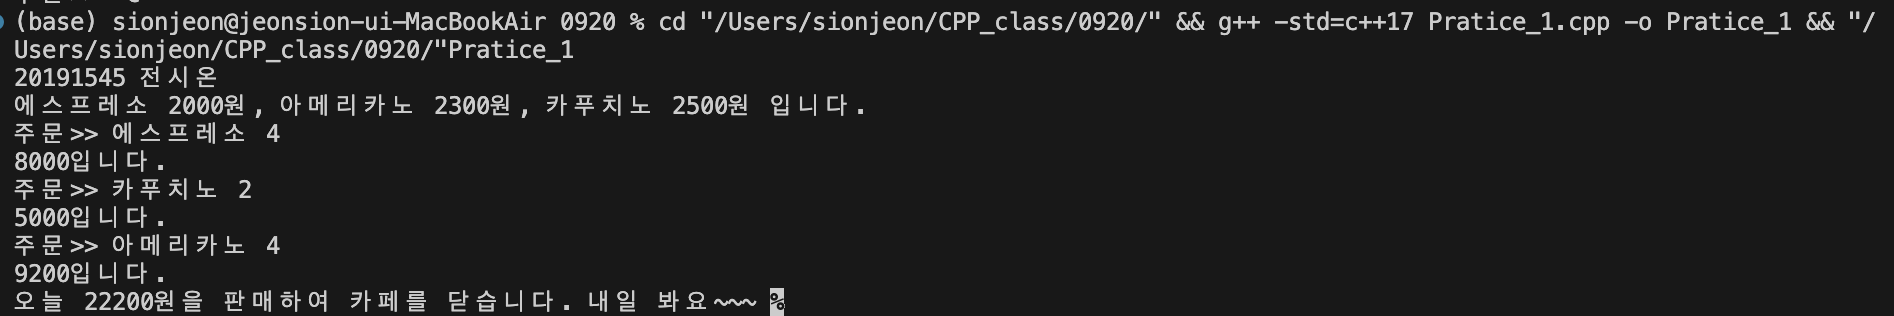 (base) sionjeon@jeonsion-ui-MacBookAir 0920 % cd "/Users/sionjeon/CPP_class/0920/" && g++ -std=c++17 Pratice_1.cpp -o Pratice_1 && "/
Users/sionjeon/CPP_class/0920/"Pratice_1
20191545 전시온
에스프레소 2000원, 아메리카노 2300원, 카푸치노 2500원 입니다.
주문>> 에스프레소 4
8000입니다.
주문>> 카푸치노 2
5000입니다.
주문>> 아메리카노 4
9200입니다.
오늘 22200원을 판매하여 카페를 닫습니다. 내일 봐요~~~ %